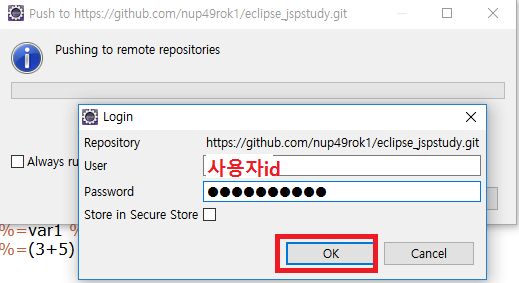 Push to https://github.com/nup49rok1/eclipse_jspstudy.git
Pushing to remote repositories
Login
Repository https://github.com/nup49rok1/eclipse_jspstudy.git
Always ru
User 사용자id
Password ●●●●●●●●●●
Store in Secure Store
%=var1 %
%=(3+5)
OK Cancel